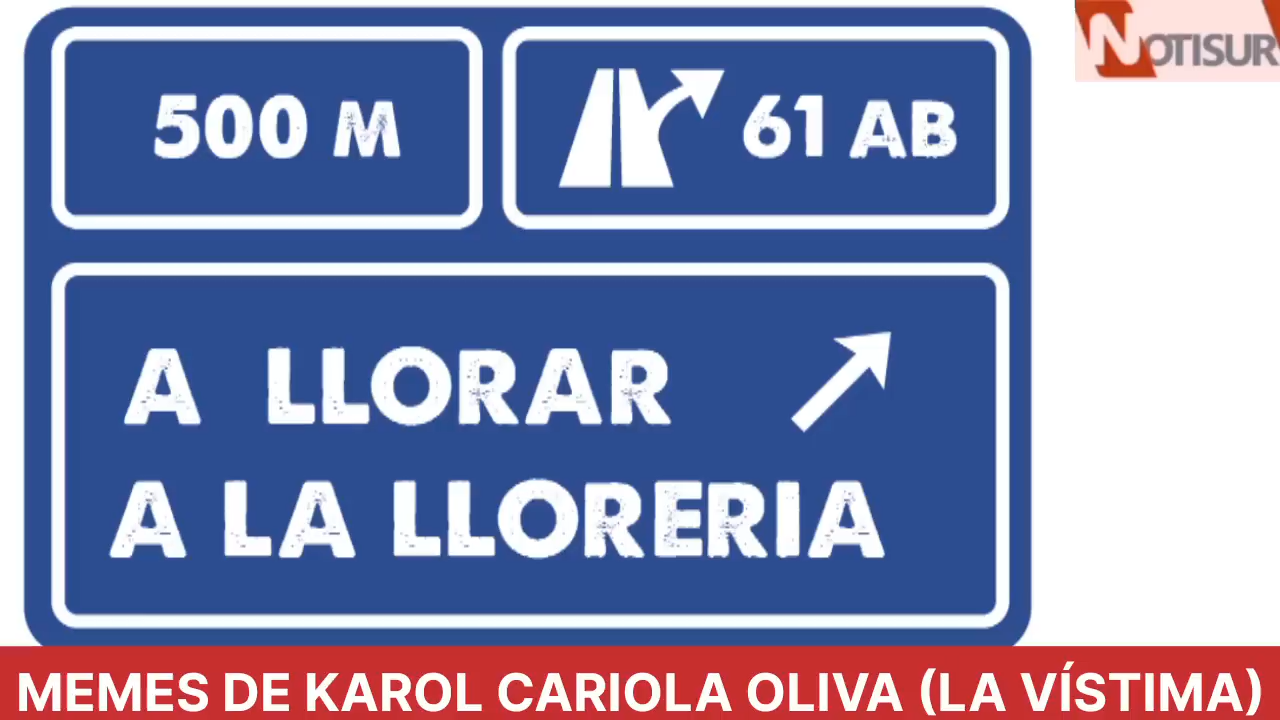 NOTISUR
500 M
61 AB
A LLORAR
A LA LLORERIA
MEMES DE KAROL CARIOLA OLIVA (LA VÍSTIMA)